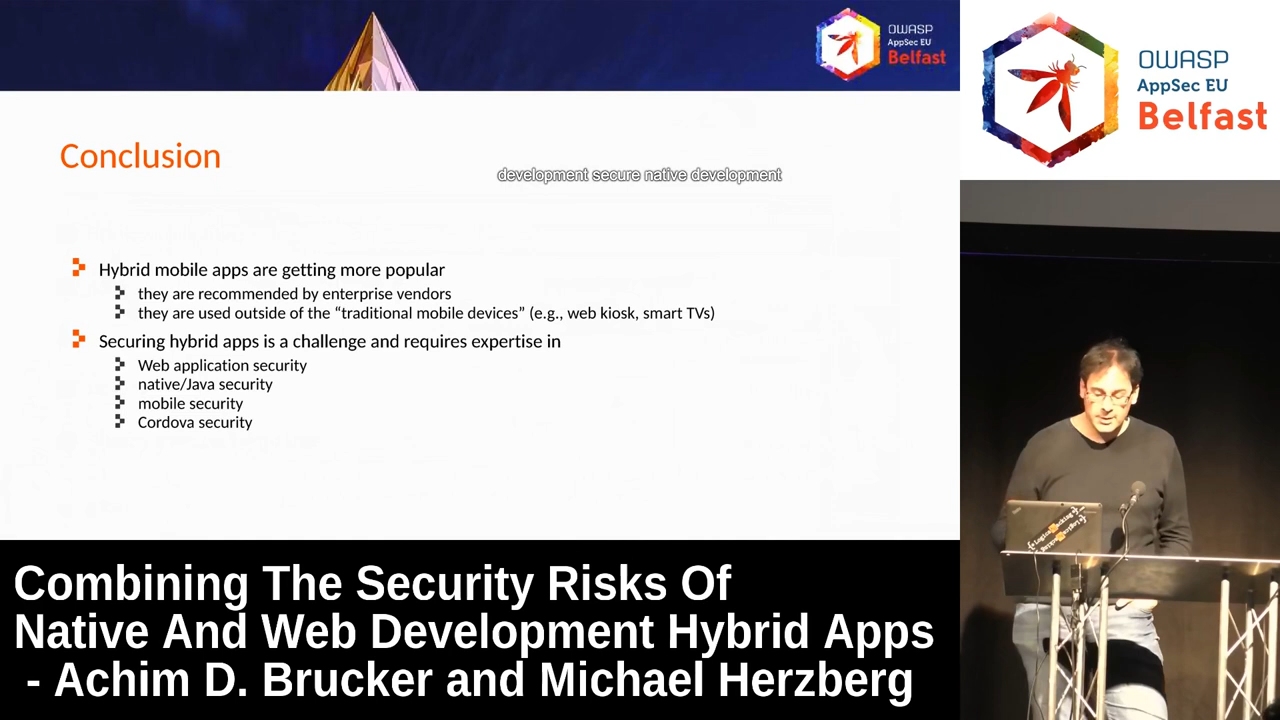 OWASP
AppSec EU
Belfast
OWASP
AppSec EU
Belfast
Conclusion
development secure native development
Hybrid mobile apps are getting more popular
they are recommended by enterprise vendors
they are used outside of the “traditional mobile devices” (e.g., web kiosk, smart TVs)
Securing hybrid apps is a challenge and requires expertise in
Web application security
native/Java security
mobile security
Cordova security
Combining The Security Risks Of
Native And Web Development Hybrid Apps
- Achim D. Brucker and Michael Herzberg